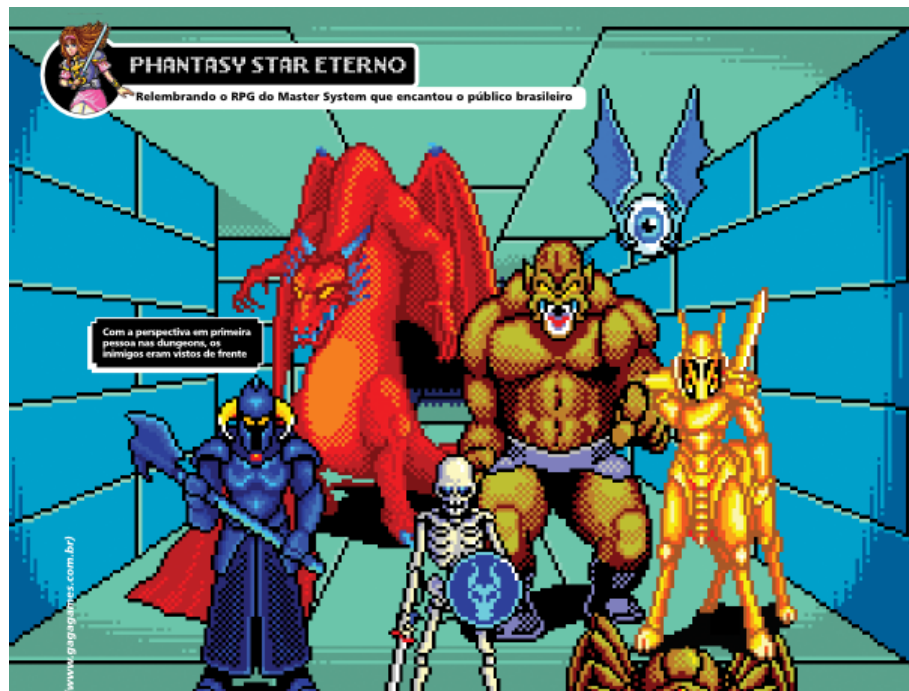 PHANTASY STAR ETERNO
Relembrando o RPG do Master System que encantou o público brasileiro
Com a perspectiva em primeira
pessoa nas dungeons, os
inimigos eram vistos de frente
www.gagagames.com.br)